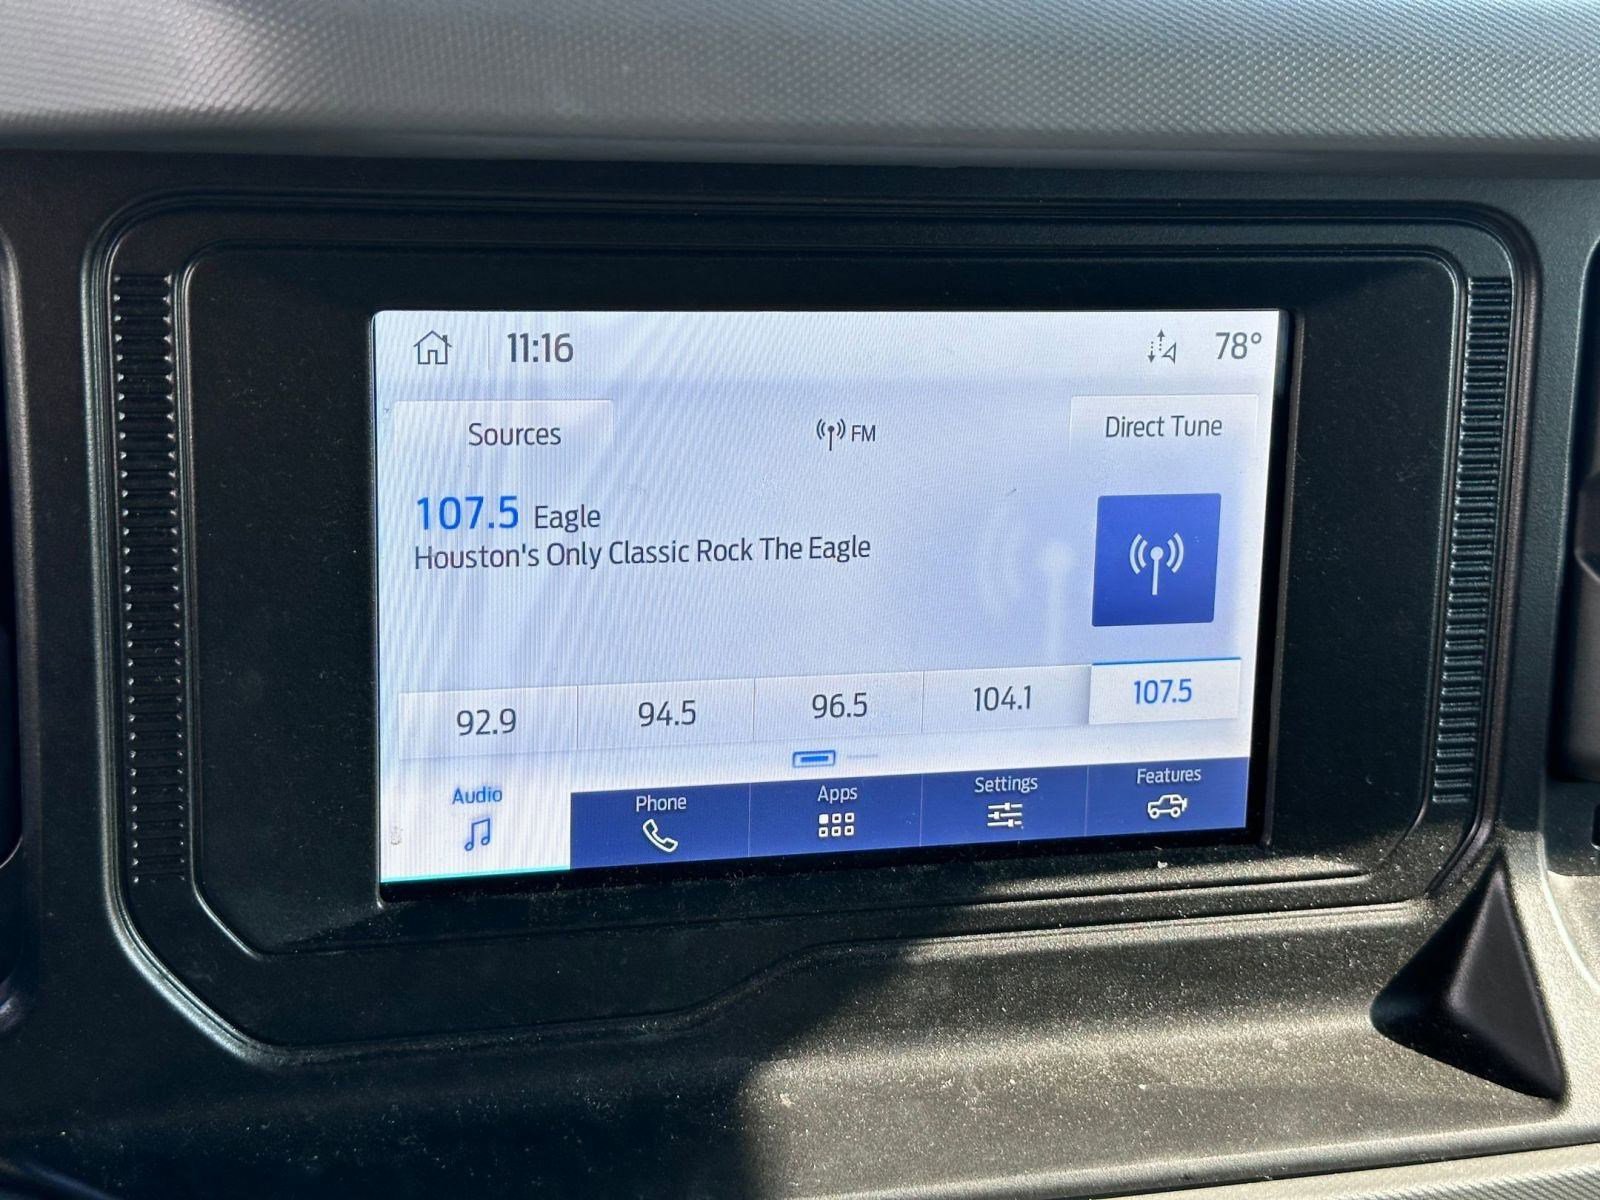 11:16 78°
Sources FM Direct Tune
107.5 Eagle
Houston's Only Classic Rock The Eagle
92.9 94.5 96.5 104.1 107.5
Audio Phone Apps Settings Features